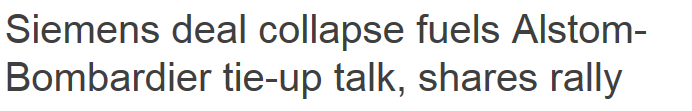 Siemens deal collapse fuels Alstom-
Bombardier tie-up talk, shares rally